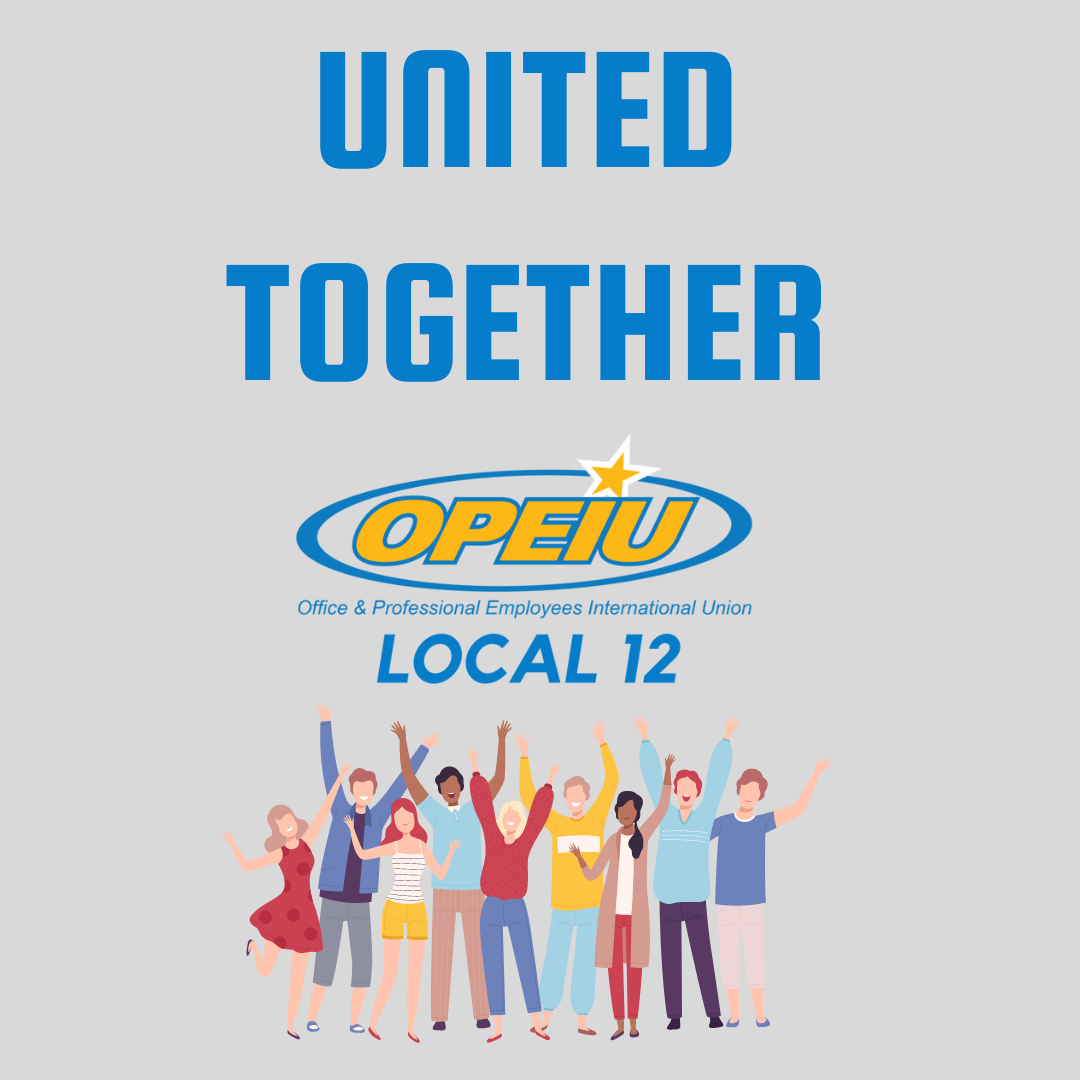 UNITED
TOGETHER
OPEIU
Office & Professional Employees International Union
LOCAL 12